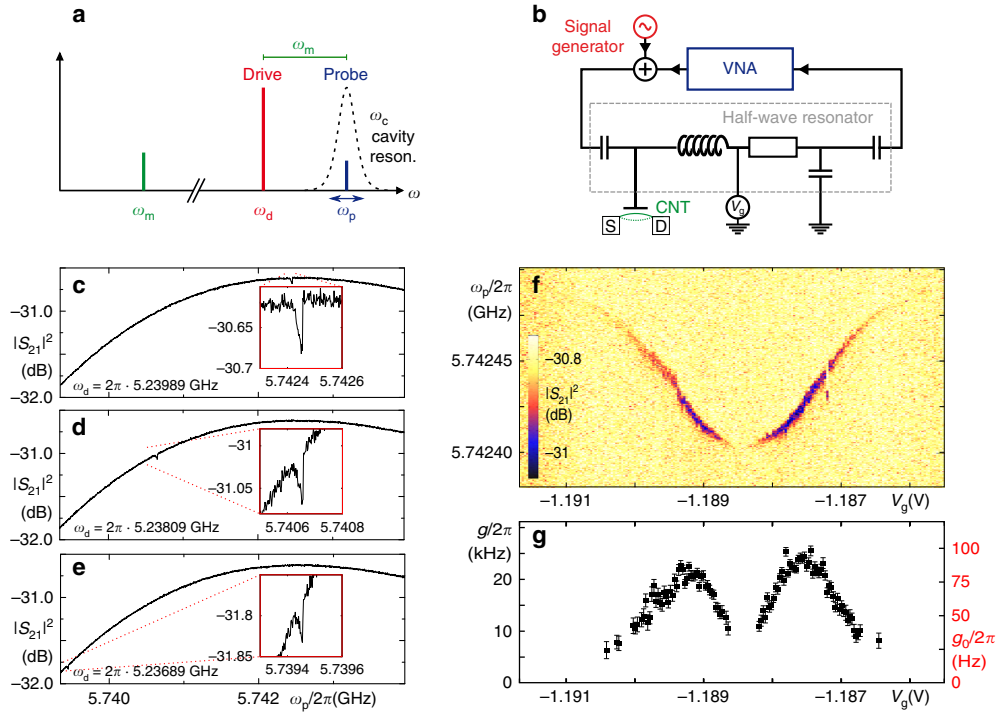 a
ωm
Drive
Probe
ωc
cavity
reson.
ω
ωm
ωd
ωp
b
Signal
generator
+
VNA
Half-wave resonator
CNT
S
D
Vg
c
−31.0
|S21|²
(dB)
−32.0
ωd = 2π · 5.23989 GHz
−30.65
−30.7
5.7424
5.7426
d
−31.0
|S21|²
(dB)
−32.0
ωd = 2π · 5.23809 GHz
−31
−31.05
5.7406
5.7408
e
−31.0
|S21|²
(dB)
−32.0
ωd = 2π · 5.23689 GHz
−31.8
−31.85
5.7394
5.7396
5.740
5.742
ωp/2π(GHz)
f
ωp/2π
(GHz)
5.74245
5.74240
−30.8
|S21|²
(dB)
−31
−1.191
−1.189
−1.187
Vg(V)
g
g/2π
(kHz)
20
10
0
100
75
50
g0/2π
(Hz)
0
−1.191
−1.189
−1.187
Vg(V)